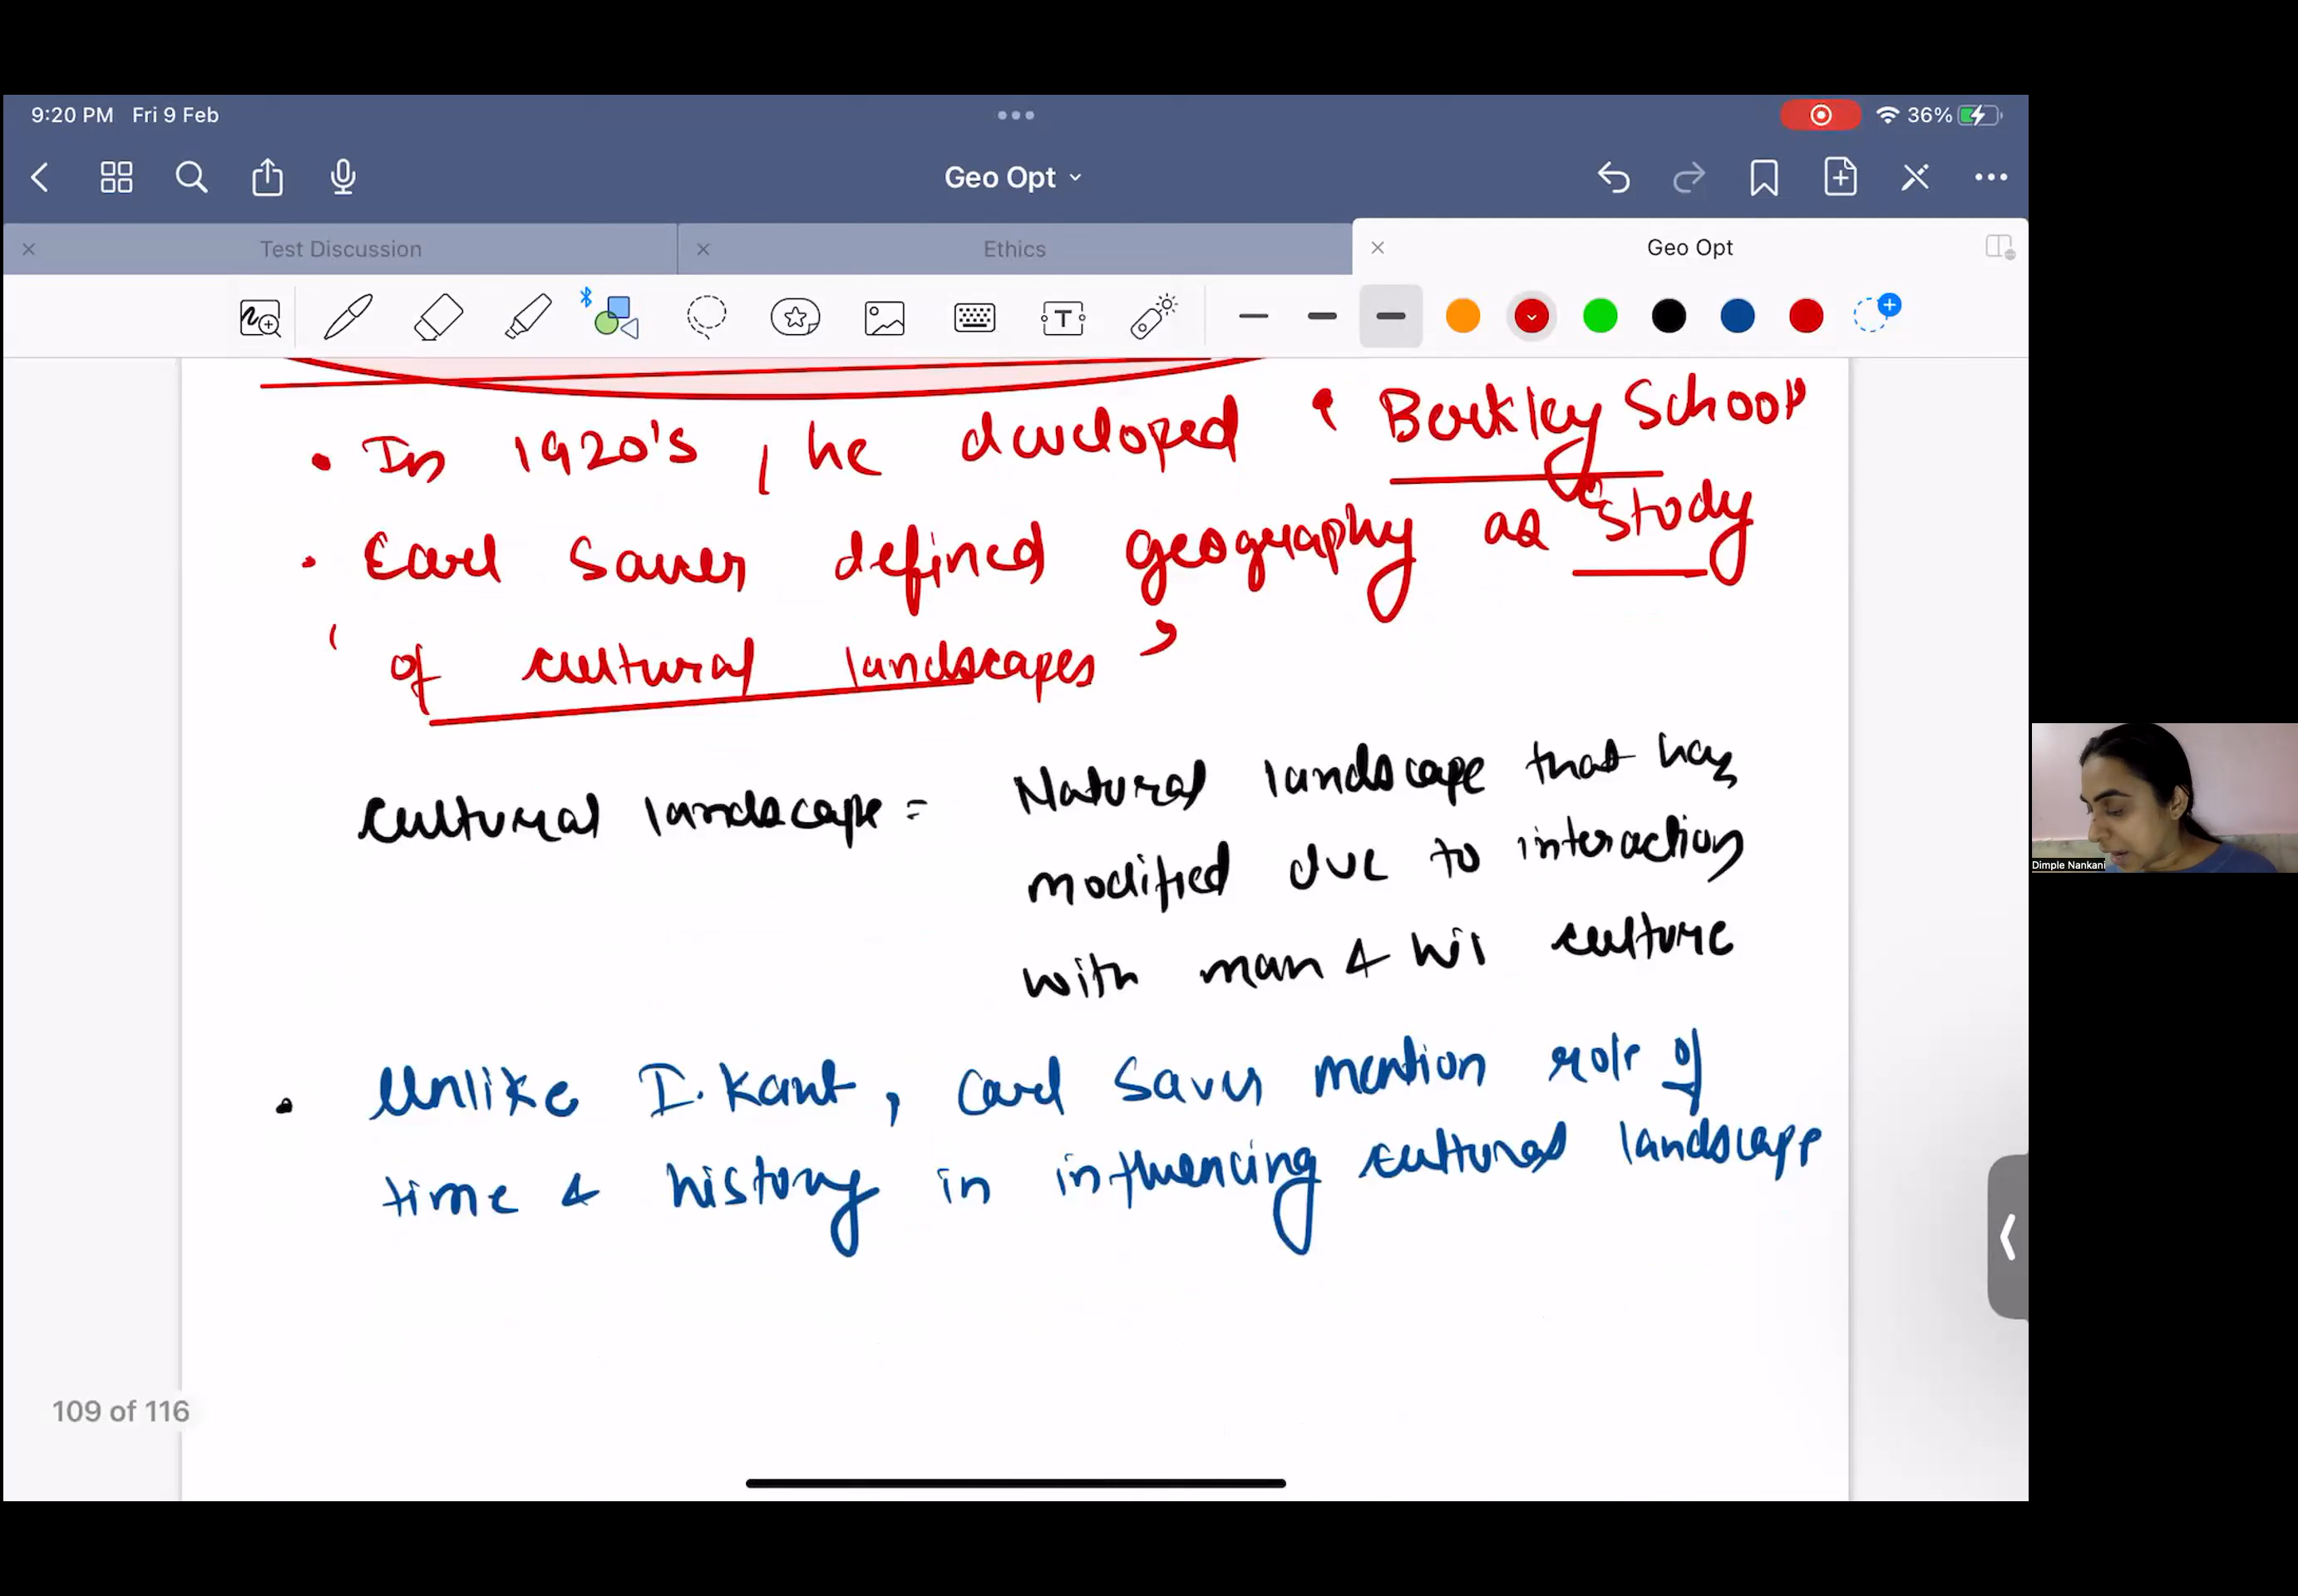 9:20 PM Fri 9 Feb
36%
Geo Opt
Test Discussion
Ethics
Geo Opt
T
• In 1920's, he developed ' Berkley School'
• Carl Sauer defined geography as "study
' of cultural landscapes '
Cultural landscape = Natural landscape that has
modified due to interaction
with man & his culture
• Unlike I. Kant, Carl Sauer mention role of
time & history in influencing cultural landscape
109 of 116
Dimple Nankani